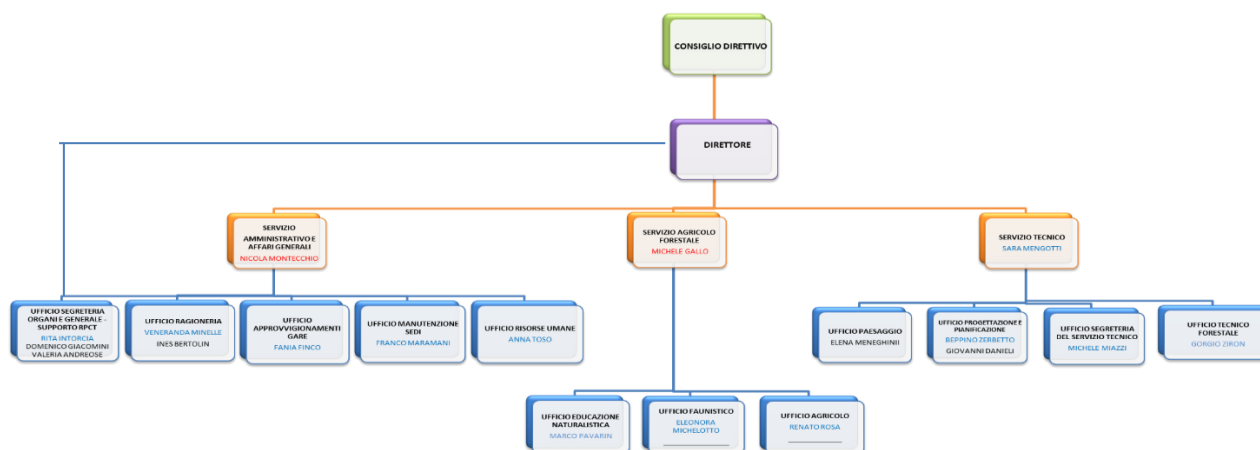 CONSIGLIO DIRETTIVO
DIRETTORE
SERVIZIO
AMMINISTRATIVO E
AFFARI GENERALI
NICOLA MONTECCHIO
SERVIZIO AGRICOLO
FORESTALE
MICHELE GALLO
SERVIZIO TECNICO
SARA MENGOTTI
UFFICIO SEGRETERIA
ORGANI E GENERALE -
SUPPORTO RPCT
RITA INTORCIA
DOMENICO GIACOMINI
VALERIA ANDREOSE
UFFICIO RAGIONERIA
VENERANDA MINELLE
INES BERTOLIN
UFFICIO
APPROVVIGIONAMENTI
GARE
FANIA FINCO
UFFICIO MANUTENZIONE
SEDI
FRANCO MARAMANI
UFFICIO RISORSE UMANE
ANNA TOSO
UFFICIO PAESAGGIO
ELENA MENEGHINII
UFFICIO PROGETTAZIONE E
PIANIFICAZIONE
BEPPINO ZERBETTO
GIOVANNI DANIELI
UFFICIO SEGRETERIA
DEL SERVIZIO TECNICO
MICHELE MIAZZI
UFFICIO TECNICO
FORESTALE
GORGIO ZIRON
UFFICIO EDUCAZIONE
NATURALISTICA
MARCO PAVARIN
UFFICIO FAUNISTICO
ELEONORA
MICHELOTTO
UFFICIO AGRICOLO
RENATO ROSA